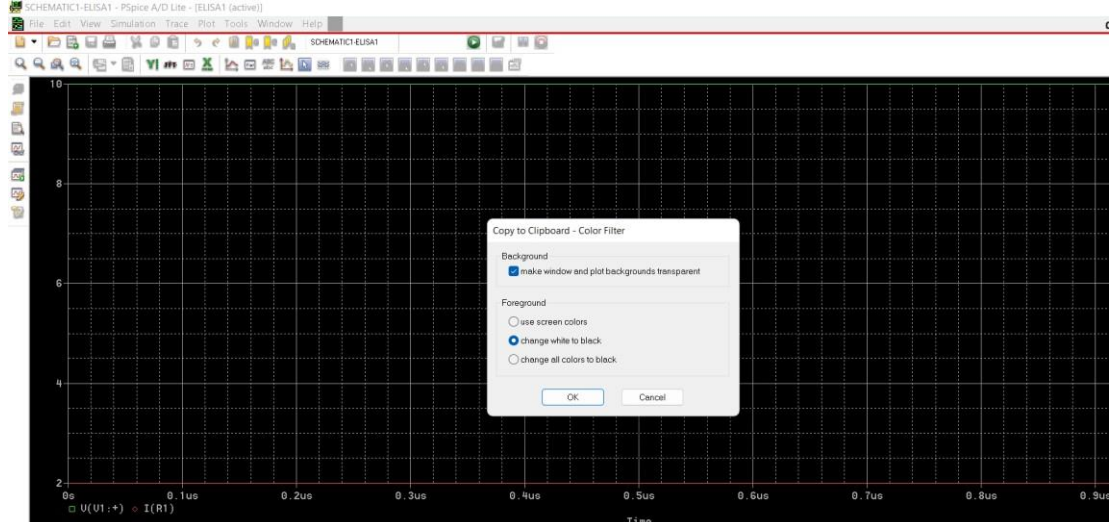 SCHEMATIC1-ELISA1 - PSpice A/D Lite - [ELISA1 (active)]
File Edit View Simulation Trace Plot Tools Window Help
SCHEMATIC1-ELISA1
10
8
6
4
2
Copy to Clipboard - Color Filter
Background
make window and plot backgrounds transparent
Foreground
use screen colors
change white to black
change all colors to black
OK Cancel
0s 0.1us 0.2us 0.3us 0.4us 0.5us 0.6us 0.7us 0.8us 0.9us
U(U1:+) I(R1)
Time